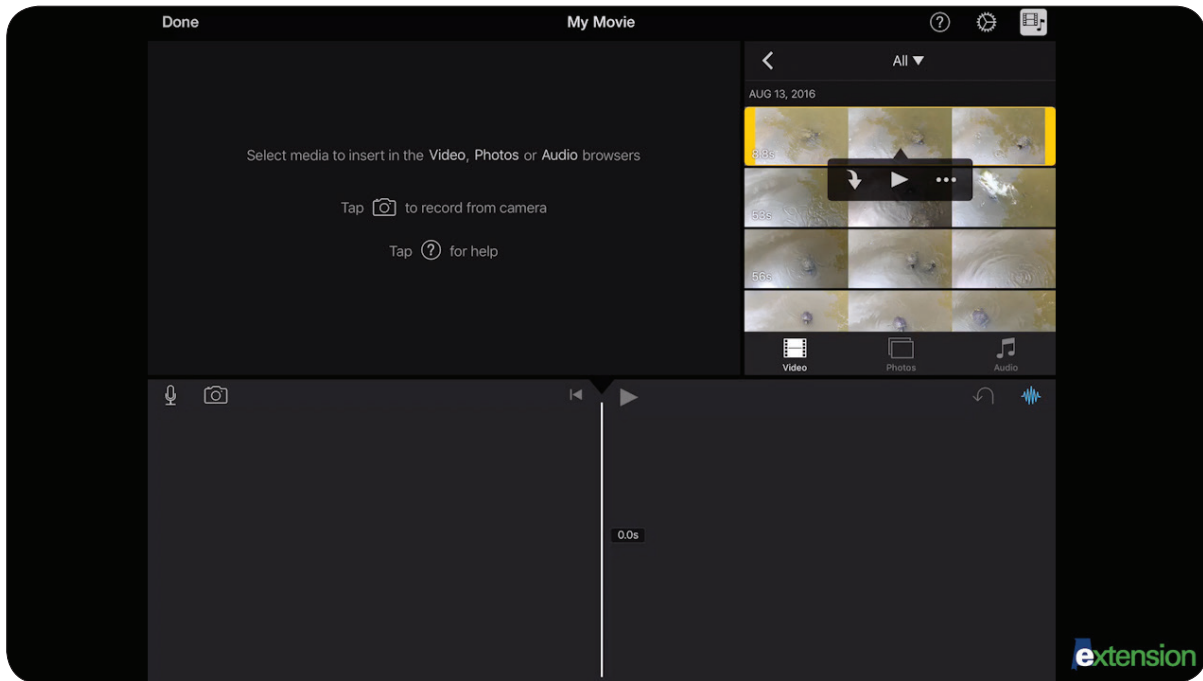 Done
My Movie
All
AUG 13, 2016
8.8s
53s
56s
Select media to insert in the Video, Photos or Audio browsers
Tap to record from camera
Tap ? for help
Video
Photos
Audio
0.0s
extension